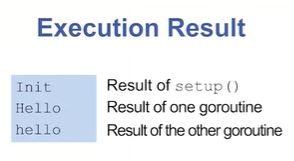 Execution Result
Init Result of setup()
Hello Result of one goroutine
hello Result of the other goroutine